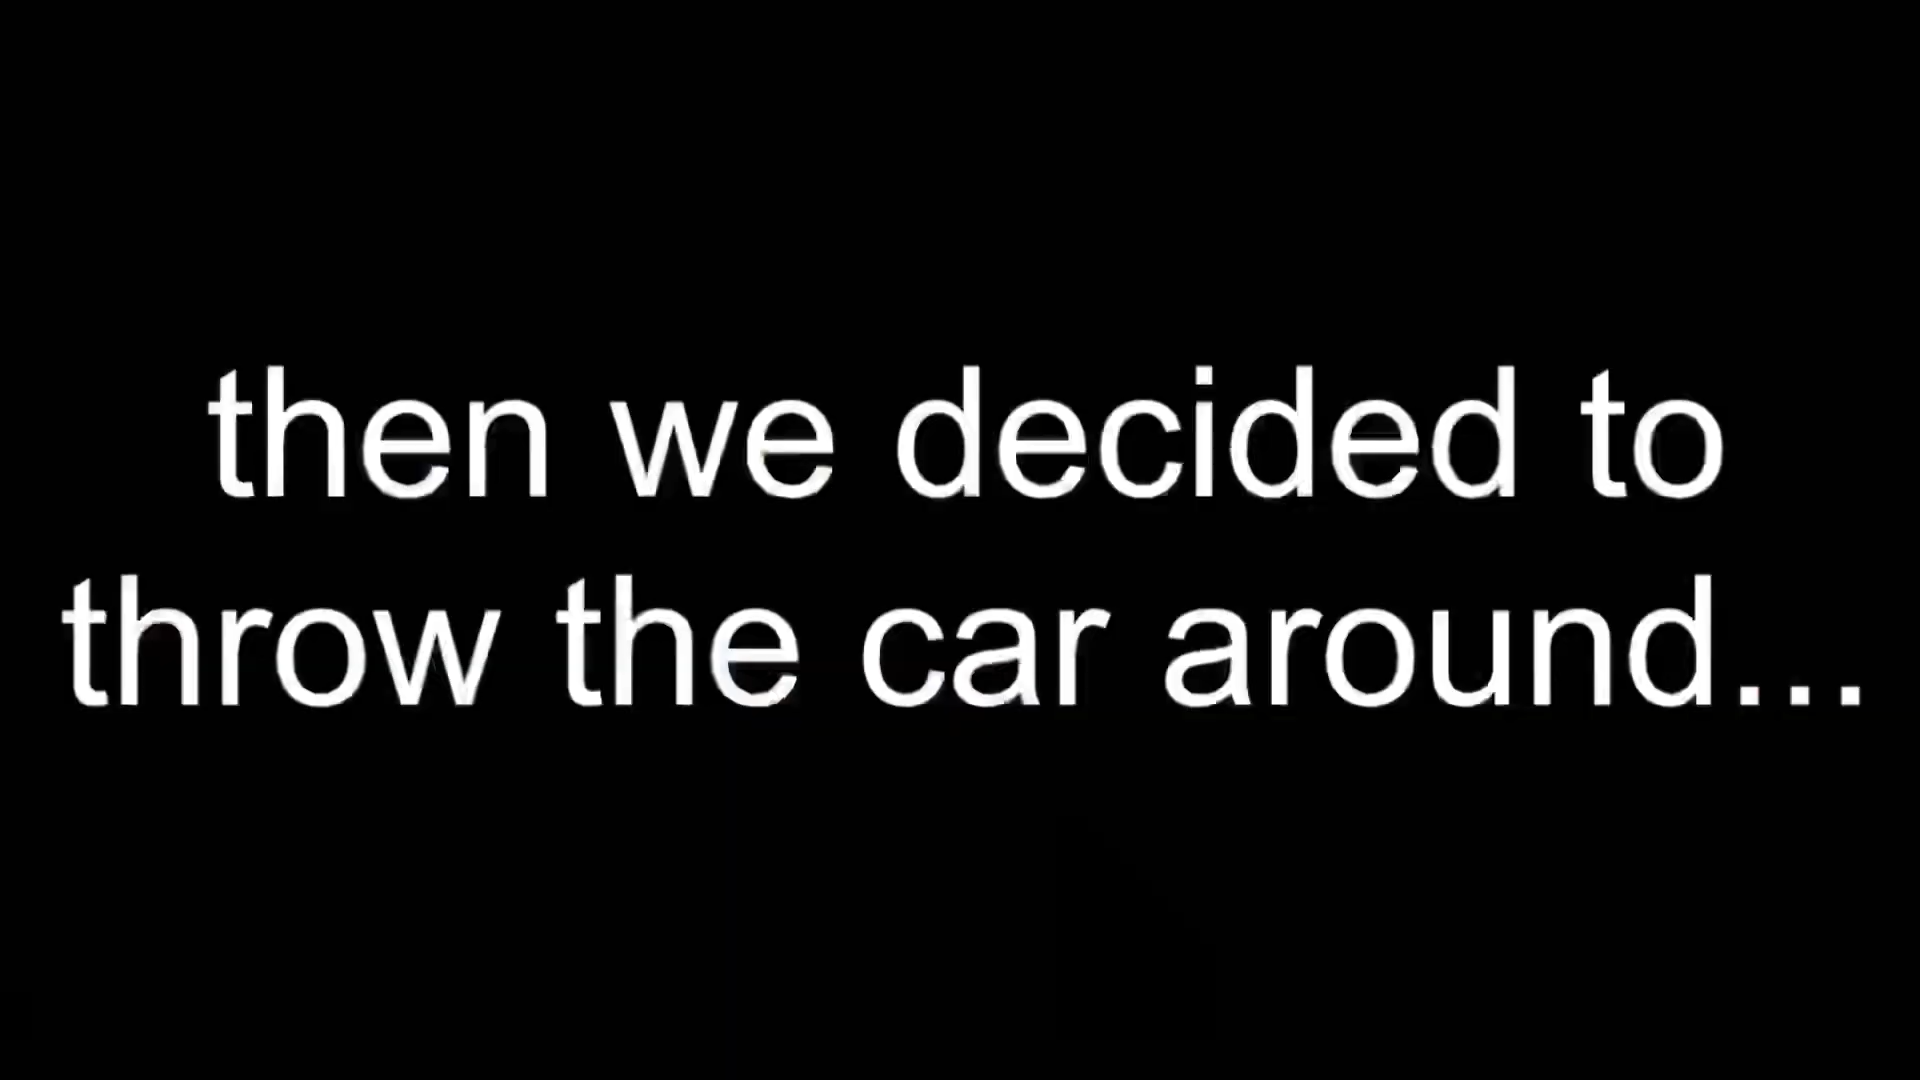 then we decided to
throw the car around...